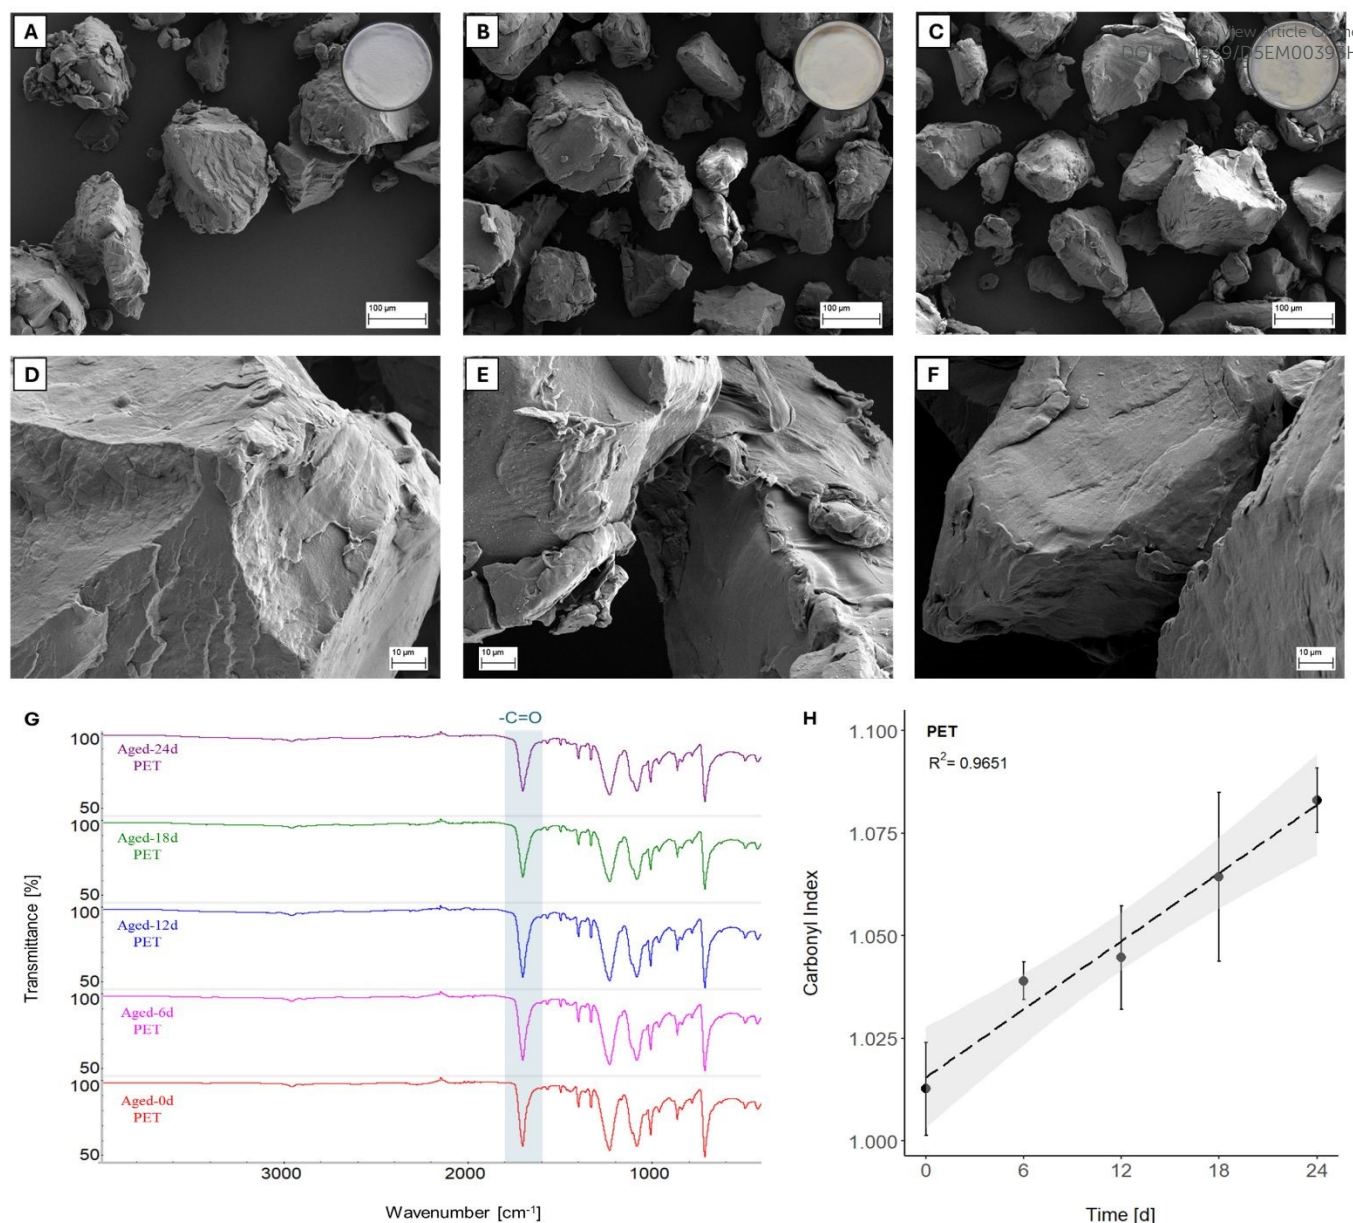 A
B
C
View Article Online
100 µm
100 µm
100 µm
D
E
F
10 µm
10 µm
10 µm
G
-C=O
H
100
Aged-24d
PET
50
100
Aged-18d
PET
50
100
Aged-12d
PET
50
100
Aged-6d
PET
50
100
Aged-0d
PET
50
Transmittance [%]
3000
2000
1000
Wavenumber [cm⁻¹]
PET
R²= 0.9651
1.100
1.075
1.050
1.025
1.000
Carbonyl Index
0
6
12
18
24
Time [d]